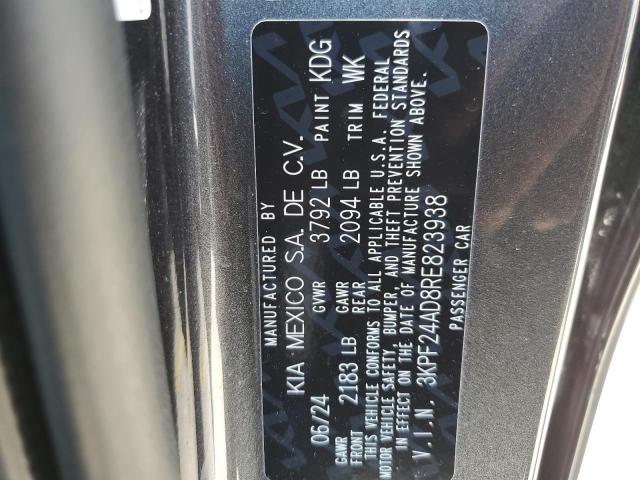 MANUFACTURED BY
KIA MEXICO S.A. DE C.V.
06/24 GVWR 3792 LB PAINT KDG
GAWR FRONT 2183 LB GAWR REAR 2094 LB TRIM WK
THIS VEHICLE CONFORMS TO ALL APPLICABLE U.S.A. FEDERAL
MOTOR VEHICLE SAFETY, BUMPER, AND THEFT PREVENTION STANDARDS
IN EFFECT ON THE DATE OF MANUFACTURE SHOWN ABOVE.
V.I.N. 3KPF24AD8RE823938
PASSENGER CAR